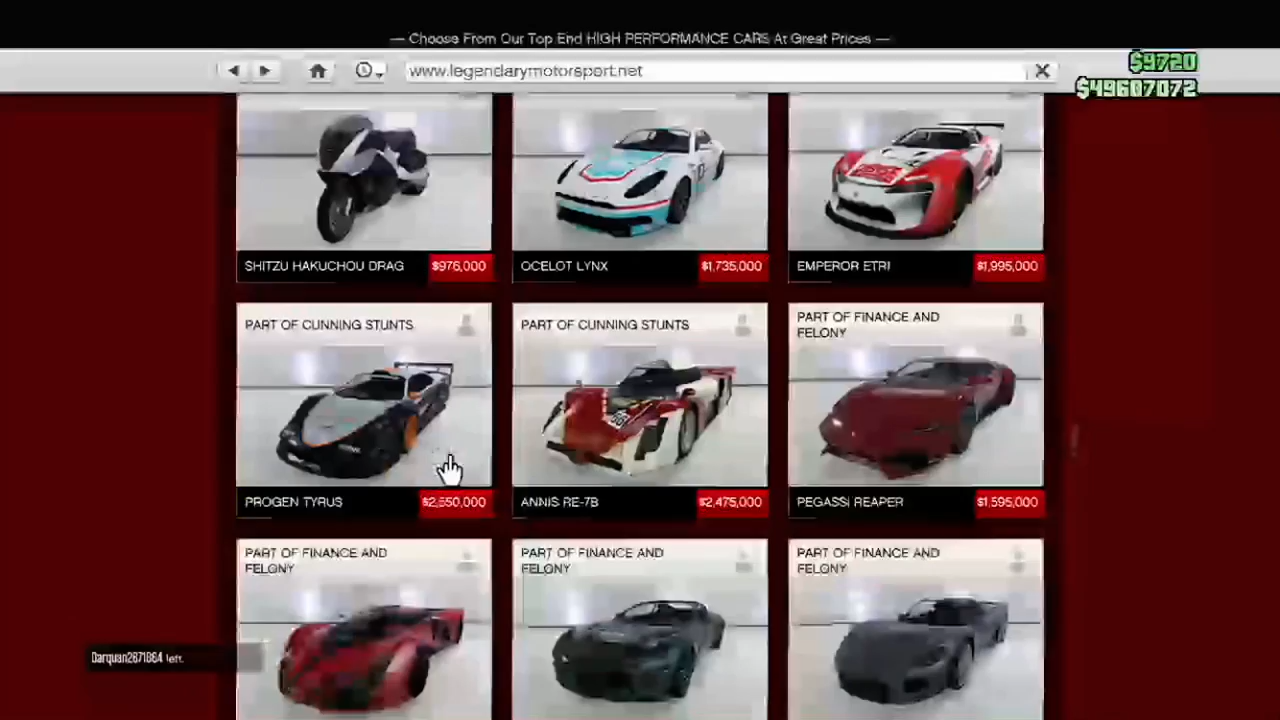 — Choose From Our Top End HIGH PERFORMANCE CARS At Great Prices —
www.legendarymotorsport.net
$9720
$49607072
SHITZU HAKUCHOU DRAG $976,000
OCELOT LYNX $1,735,000
EMPEROR ETR1 $1,995,000
PART OF CUNNING STUNTS
PART OF CUNNING STUNTS
PART OF FINANCE AND
FELONY
PROGEN TYRUS $2,550,000
ANNIS RE-7B $2,475,000
PEGASSI REAPER $1,595,000
PART OF FINANCE AND
FELONY
PART OF FINANCE AND
FELONY
PART OF FINANCE AND
FELONY
Darquan2671864 left.